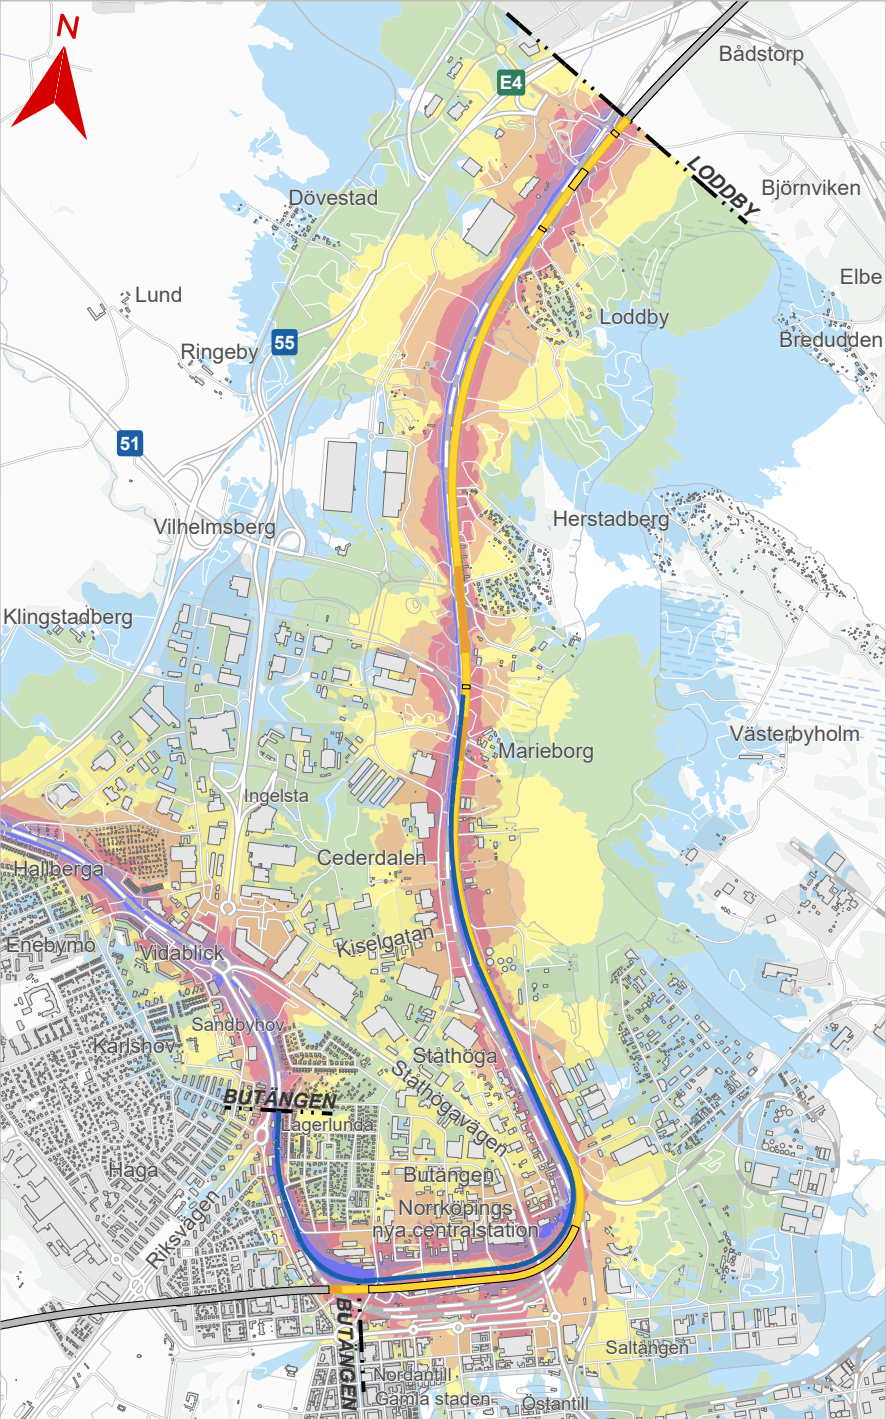 N
Bådstorp
E4
LODDBY
Björnviken
Dövestad
Elbe
Lund
Loddby
55
Bredudden
Ringeby
51
Herstadberg
Vilhelmsberg
Klingstadberg
Västerbyholm
Marieborg
Ingelsta
Cederdalen
Hallberga
Kiselgatan
Enebymo
Vidablick
Sandbyhov
Karlshov
Ståthöga
Ståthögavägen
BUTÄNGEN
Lagerlunda
Haga
Butängen
Norrköpings
nya centralstation
Riksvägen
BUTÄNGEN
Saltängen
Nordantill
Gamla staden
Östantill